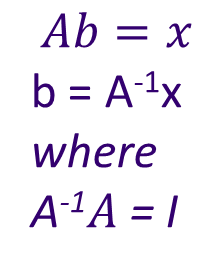 Ab = x
b = A⁻¹x
where
A⁻¹A = I